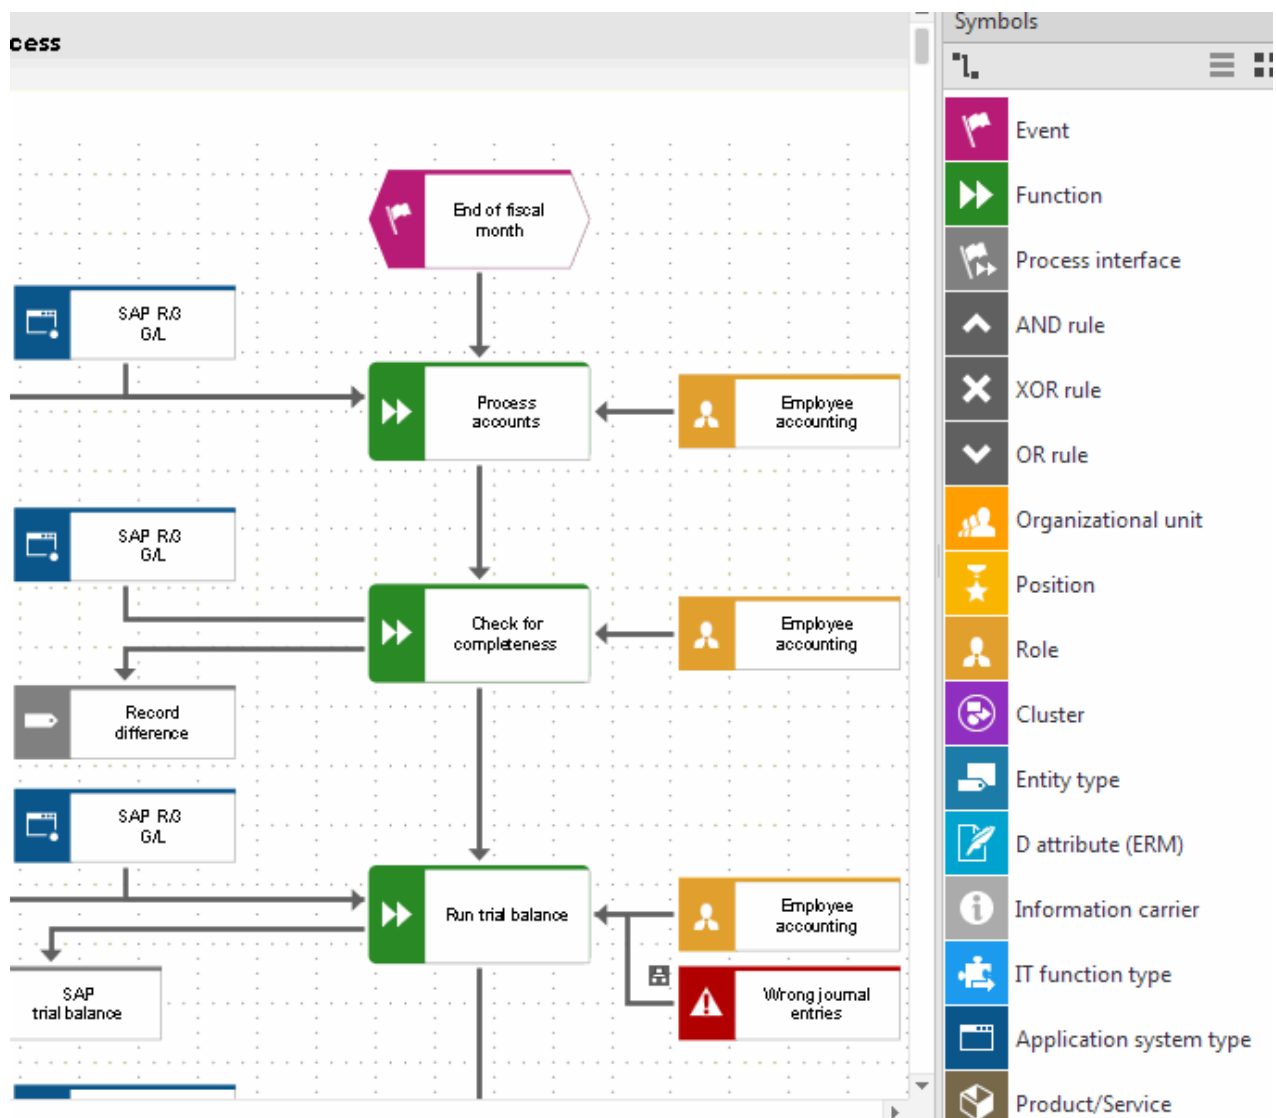 cess
Symbols
End of fiscal
month
SAP R/3
G/L
Process
accounts
Employee
accounting
SAP R/3
G/L
Check for
completeness
Employee
accounting
Record
difference
SAP R/3
G/L
Run trial balance
Employee
accounting
SAP
trial balance
Wrong journal
entries
Event
Function
Process interface
AND rule
XOR rule
OR rule
Organizational unit
Position
Role
Cluster
Entity type
D attribute (ERM)
Information carrier
IT function type
Application system type
Product/Service